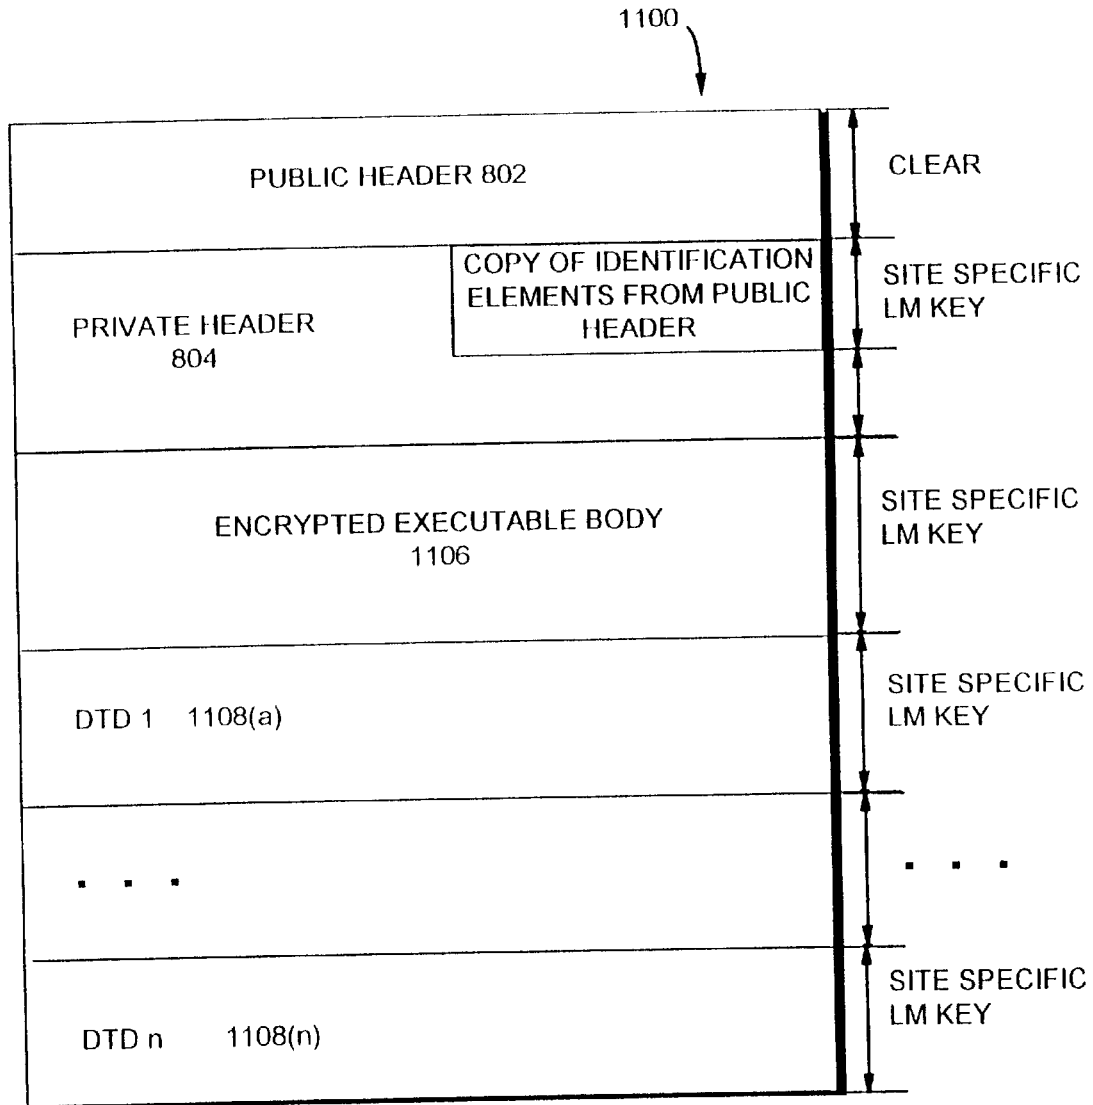 1100
PUBLIC HEADER 802
CLEAR
COPY OF IDENTIFICATION
ELEMENTS FROM PUBLIC
HEADER
SITE SPECIFIC
LM KEY
PRIVATE HEADER
804
ENCRYPTED EXECUTABLE BODY
1106
SITE SPECIFIC
LM KEY
DTD 1 1108(a)
SITE SPECIFIC
LM KEY
. . .
. . .
DTD n 1108(n)
SITE SPECIFIC
LM KEY